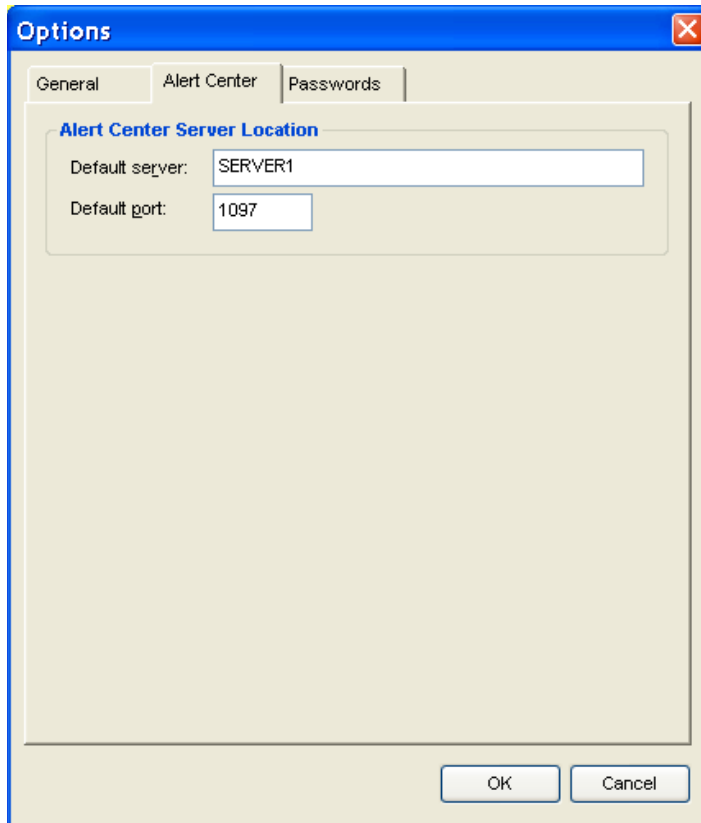 Options
General Alert Center Passwords
Alert Center Server Location
Default server: SERVER1
Default port: 1097
OK Cancel